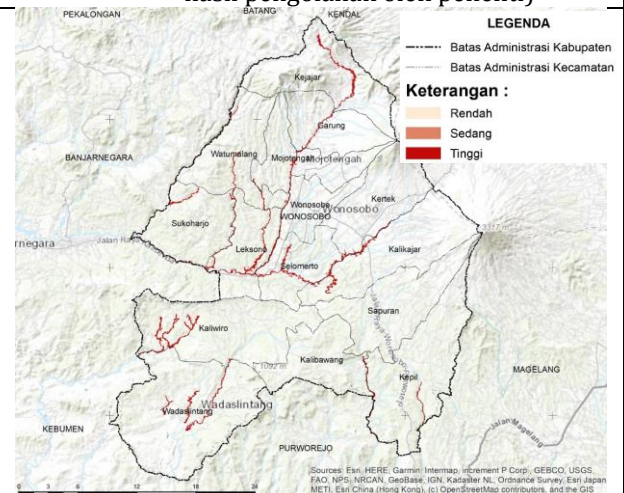 hasil pengolahan oleh peneliti)
PEKALONGAN
BATANG
KENDAL
LEGENDA
Batas Administrasi Kabupaten
Batas Administrasi Kecamatan
Keterangan :
Rendah
Sedang
Tinggi
Kejajar
Garung
BANJARNEGARA
Watumalang
Mojotengah
Mojotengah
Wonosobo
Wonosobo
WONOSOBO
Kertek
Sukoharjo
rnegara
Jalan Raya
Leksono
Kalikajar
Selomerto
Sapuran
Kaliwiro
1092 m
Kalibawang
MAGELANG
Kepil
Wadaslintang
Wadaslintang
KEBUMEN
Jalan Magelang
PURWOREJO
Sources: Esri, HERE, Garmin, Intermap, increment P Corp., GEBCO, USGS,
FAO, NPS, NRCAN, GeoBase, IGN, Kadaster NL, Ordnance Survey, Esri Japan,
METI, Esri China (Hong Kong), (c) OpenStreetMap contributors, and the GIS